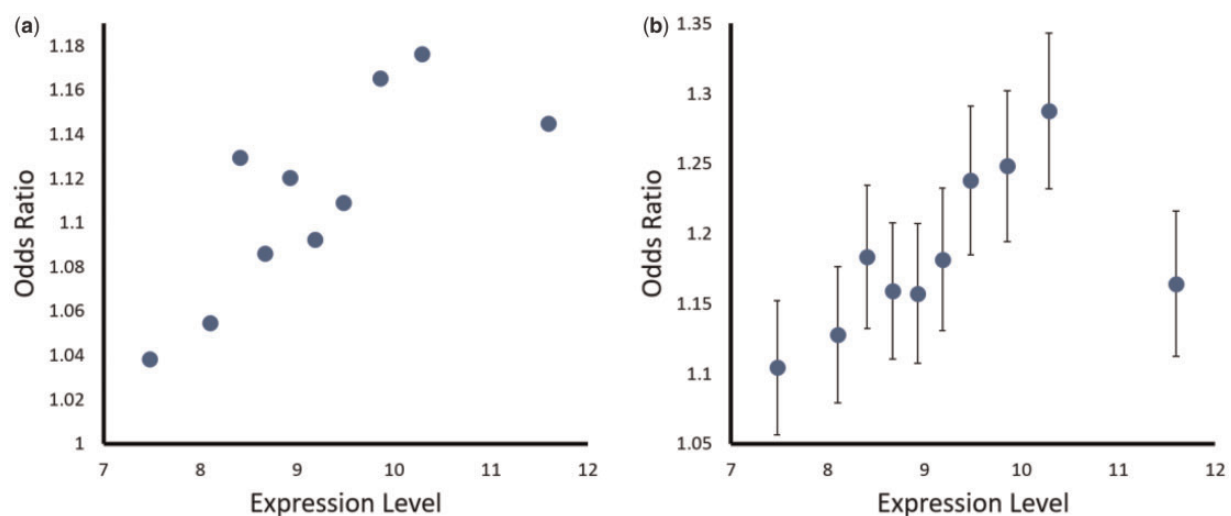 (a)
1.18
1.16
1.14
1.12
1.1
1.08
1.06
1.04
1.02
1
Odds Ratio
7 8 9 10 11 12
Expression Level
(b)
1.35
1.3
1.25
1.2
1.15
1.1
1.05
Odds Ratio
7 8 9 10 11 12
Expression Level